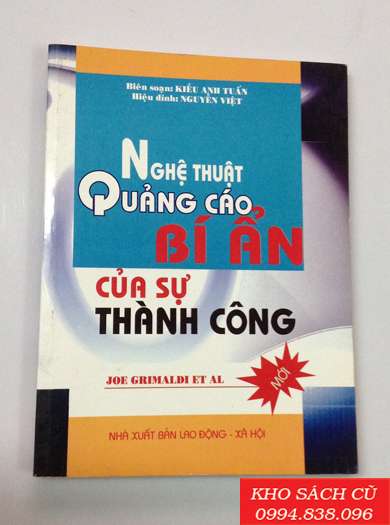 Biên soạn: KIỀU ANH TUẤN
Hiệu đính: NGUYỄN VIỆT
NGHỆ THUẬT
QUẢNG CÁO
BÍ ẨN
CỦA SỰ
THÀNH CÔNG
JOE GRIMALDI ET AL
MỚI
NHÀ XUẤT BẢN LAO ĐỘNG - XÃ HỘI
KHO SÁCH CŨ
0994.838.096